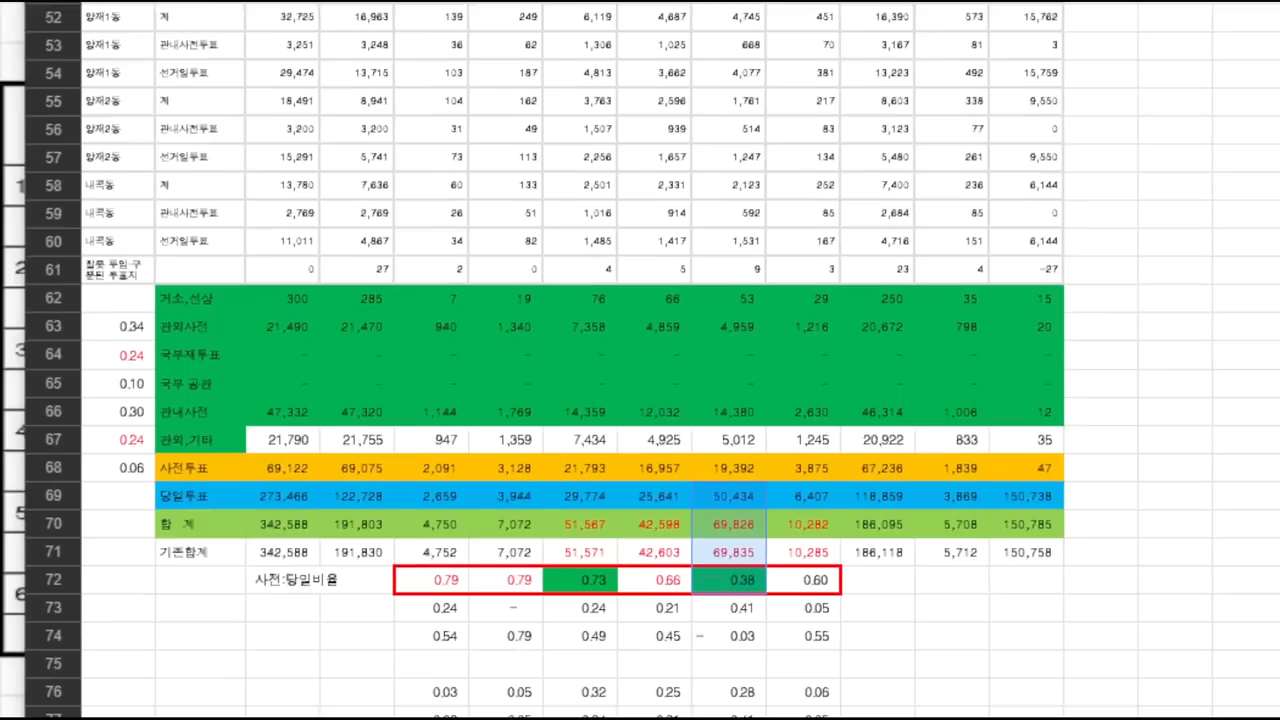 52 양재1동 계 32,725 16,963 139 249 6,119 4,687 4,745 451 16,390 573 15,762
53 양재1동 관내사전투표 3,251 3,248 36 62 1,306 1,025 668 70 3,167 81 3
54 양재1동 선거일투표 29,474 13,715 103 187 4,813 3,662 4,077 381 13,223 492 15,759
55 양재2동 계 18,491 8,941 104 162 3,763 2,596 1,761 217 8,603 338 9,550
56 양재2동 관내사전투표 3,200 3,200 31 49 1,507 939 514 83 3,123 77 0
57 양재2동 선거일투표 15,291 5,741 73 113 2,256 1,657 1,247 134 5,480 261 9,550
58 내곡동 계 13,780 7,636 60 133 2,501 2,331 2,123 252 7,400 236 6,144
59 내곡동 관내사전투표 2,769 2,769 26 51 1,016 914 592 85 2,684 85 0
60 내곡동 선거일투표 11,011 4,867 34 82 1,485 1,417 1,531 167 4,716 151 6,144
61 잘못 투입·구분된 투표지 0 27 2 0 4 5 9 3 23 4 -27
62 거소,선상 300 285 7 19 76 66 53 29 250 35 15
63 0.34 관외사전 21,490 21,470 940 1,340 7,358 4,859 4,959 1,216 20,672 798 20
64 0.24 국부재투표 - - - - - - - - - - -
65 0.10 국부 공관 - - - - - - - - - - -
66 0.30 관내사전 47,332 47,320 1,144 1,769 14,359 12,032 14,380 2,630 46,314 1,006 12
67 0.24 관외,기타 21,790 21,755 947 1,359 7,434 4,925 5,012 1,245 20,922 833 35
68 0.06 사전투표 69,122 69,075 2,091 3,128 21,793 16,957 19,392 3,875 67,236 1,839 47
69 당일투표 273,466 122,728 2,659 3,944 29,774 25,641 50,434 6,407 118,859 3,869 150,738
70 합 계 342,588 191,803 4,750 7,072 51,567 42,598 69,826 10,282 186,095 5,708 150,785
71 기존합계 342,588 191,830 4,752 7,072 51,571 42,603 69,835 10,285 186,118 5,712 150,758
72 사전:당일비율 0.79 0.79 0.73 0.66 0.38 0.60
73 0.24 - 0.24 0.21 0.41 0.05
74 0.54 0.79 0.49 0.45 - 0.03 0.55
75
76 0.03 0.05 0.32 0.25 0.28 0.06